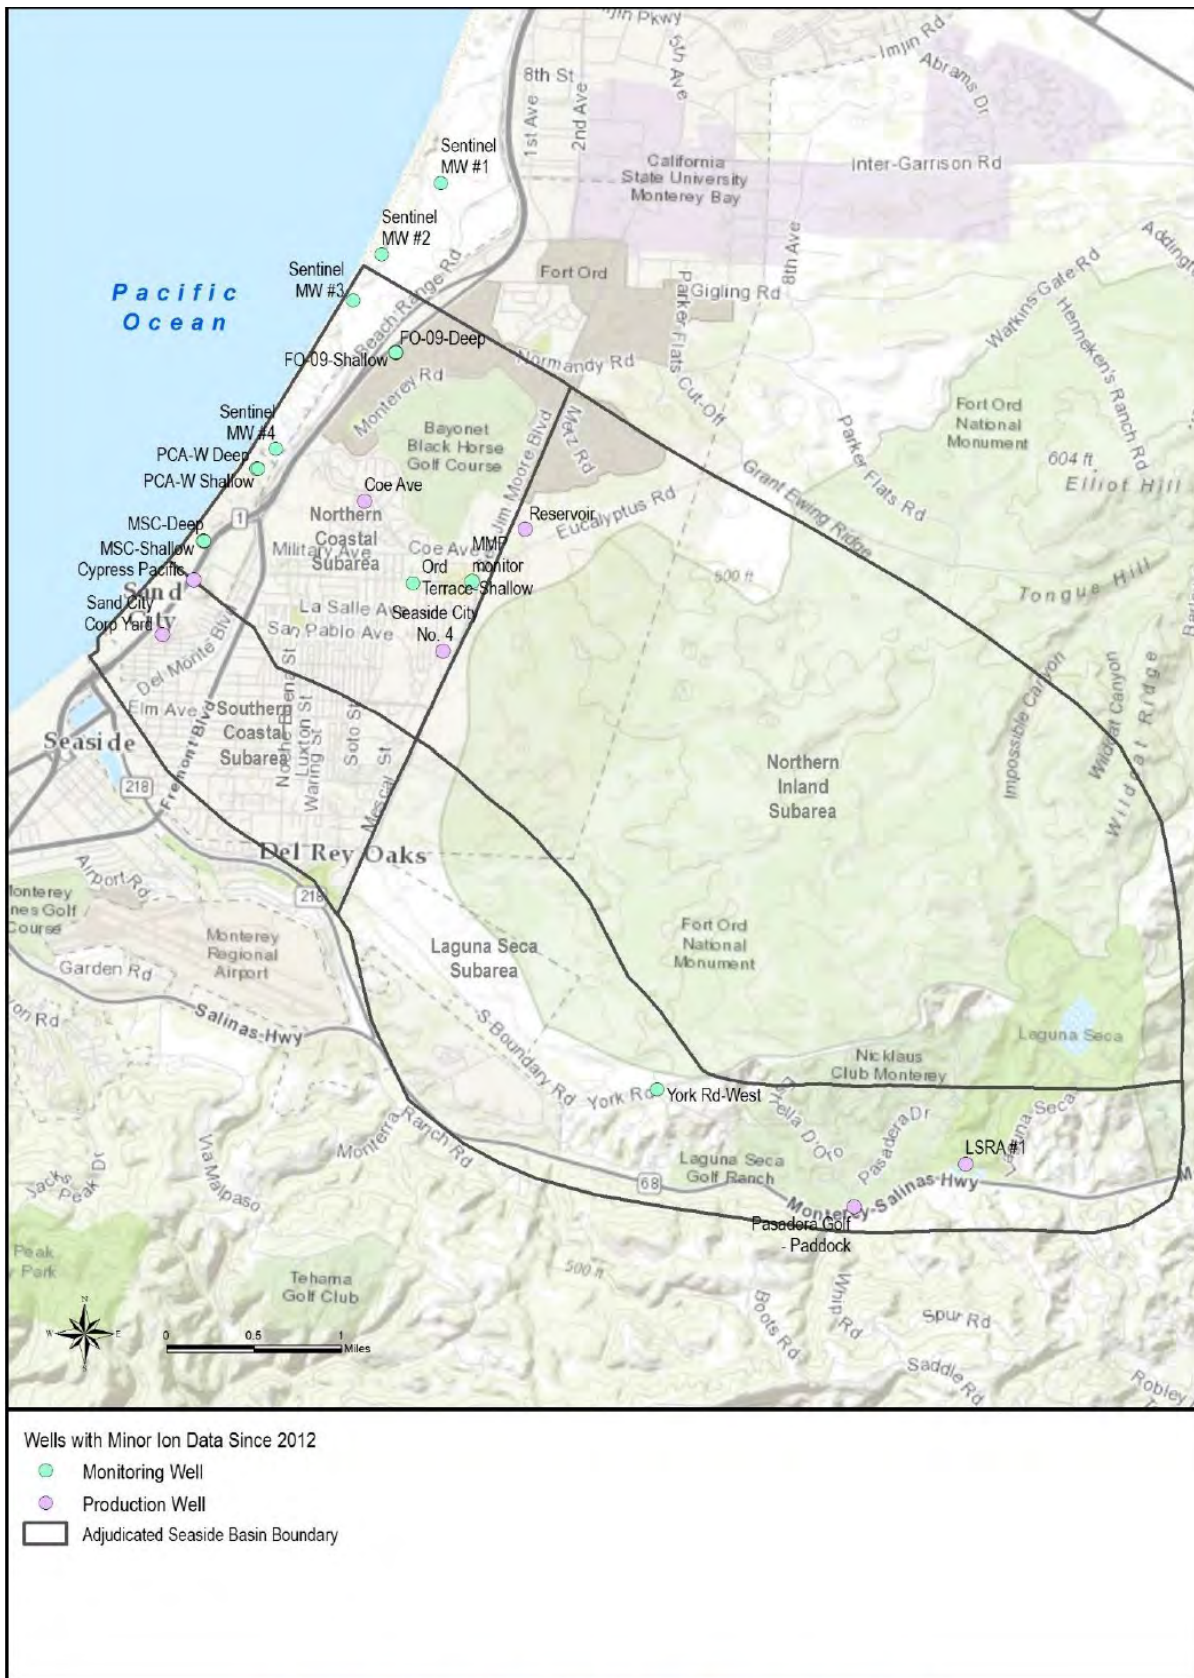 Imjin Rd
Abrams Dr
8th St
5th Ave
1st Ave
2nd Ave
Sentinel
MW #1
California
State University
Monterey Bay
Inter-Garrison Rd
Sentinel
MW #2
8th Ave
Sentinel
MW #3
Pacific
Ocean
Beach Range Rd
Fort Ord
Gigling Rd
Parker Flats Cut-Off
Watkins Gate Rd
Henneken's Ranch Rd
FO-09-Deep
FO-09-Shallow
Normandy Rd
Monterey Rd
Merz Rd
Jim Moore Blvd
Bayonet
Black Horse
Golf Course
Fort Ord
National
Monument
Parker Flats Rd
604 ft
Elliot Hill
Sentinel
MW #4
PCA-W Deep
PCA-W Shallow
Grant Ewing Ridge
Coe Ave
Reservoir
Eucalyptus Rd
Northern
Coastal
Subarea
1
MSC-Deep
MSC-Shallow
Military Ave
Coe Ave
MMP
monitor
Cypress Pacific
Ord
Terrace-Shallow
500 ft
Tongue Hill
Sand
City
Sand City
Corp Yard
La Salle Ave
San Pablo Ave
Seaside City
No. 4
Del Monte Blvd
Elm Ave
Southern
Coastal
Subarea
Noche Buena St
Luxton St
Waring St
Soto St
Mescal St
Fremont Blvd
Seaside
218
Impossible Canyon
Wildcat Canyon
Wildcat Ridge
Northern
Inland
Subarea
Del Rey Oaks
218
Airport Rd
Monterey
Regional
Airport
Garden Rd
Salinas-Hwy
Laguna Seca
Subarea
Fort Ord
National
Monument
S Boundary Rd
York Rd
York Rd-West
Laguna Seca
Nicklaus
Club Monterey
Pasadera Dr
Laguna-Seca
LSRA #1
Monterra
Ranch Rd
Laguna Seca
Golf Ranch
68
Monterey-Salinas-Hwy
Pasadera Golf
- Paddock
Jacks
Peak Dr
Via Malpaso
Peak
Park
Tehama
Golf Club
500 ft
Boots Rd
Whip Rd
Spur Rd
Saddle Rd
Robley
N
W
E
S
0
0.5
1
Miles
Wells with Minor Ion Data Since 2012
Monitoring Well
Production Well
Adjudicated Seaside Basin Boundary